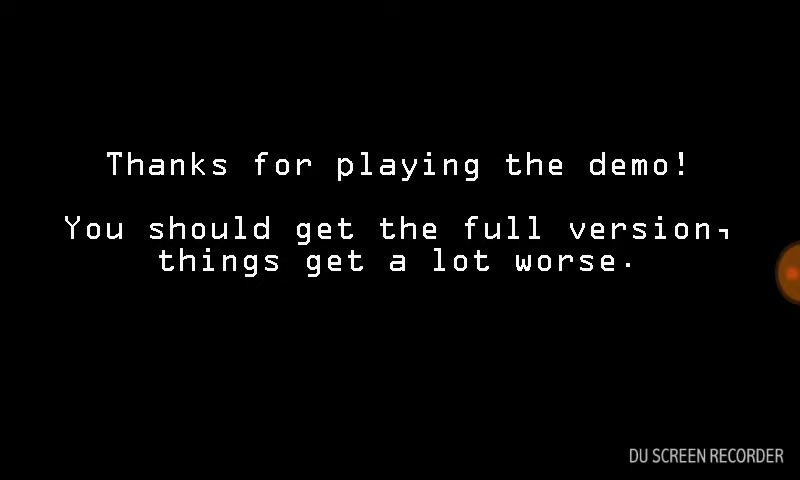 Thanks for playing the demo!
You should get the full version,
things get a lot worse.
DU SCREEN RECORDER